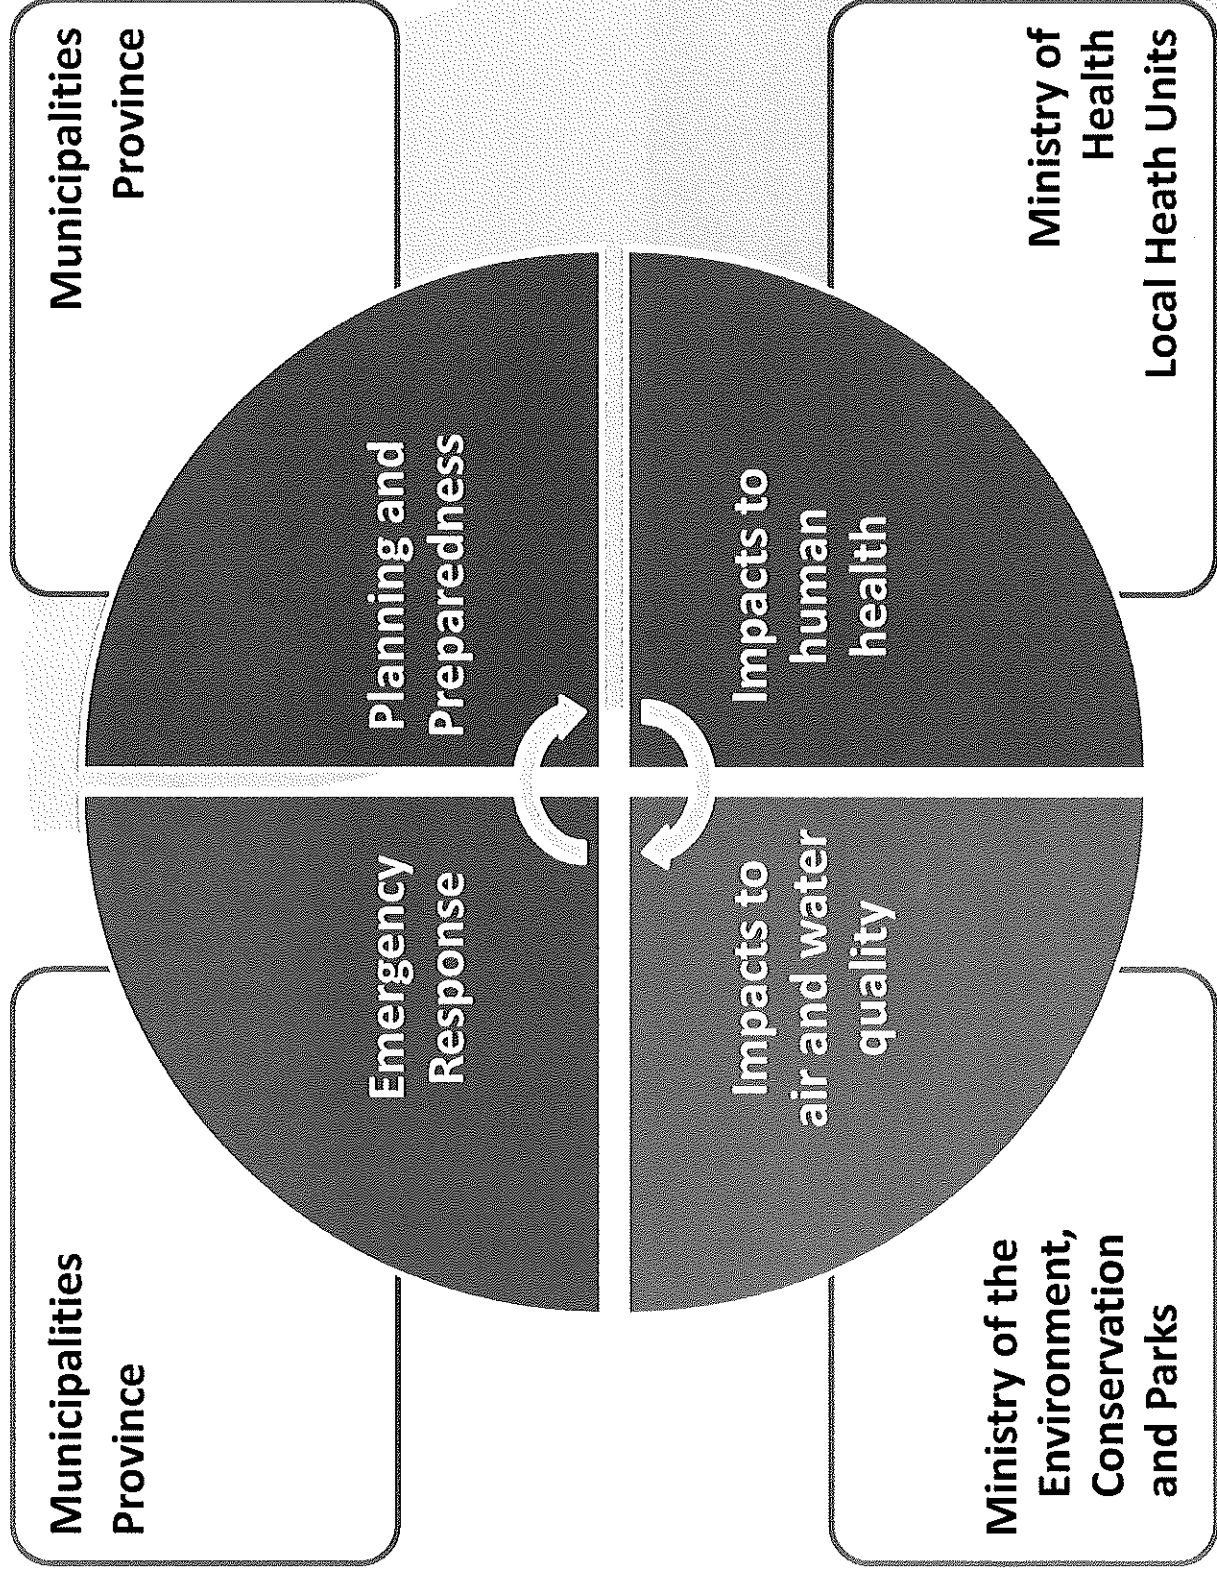 Municipalities
Province
Municipalities
Province
Emergency
Response
Planning and
Preparedness
Impacts to
air and water
quality
Impacts to
human
health
Ministry of the
Environment,
Conservation
and Parks
Ministry of
Health
Local Heath Units